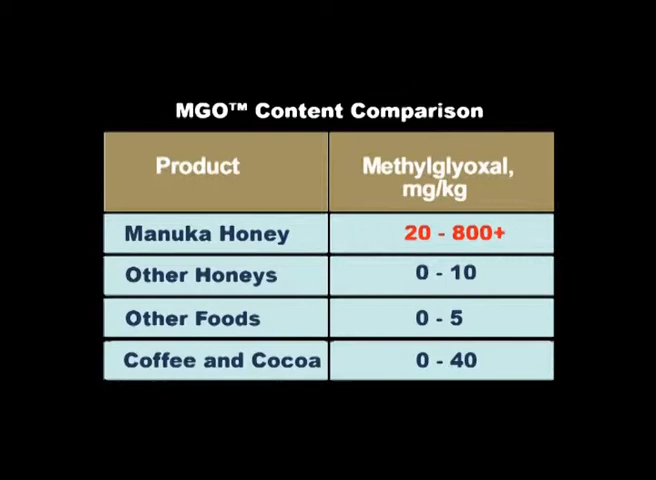 MGO™ Content Comparison
Product
Methylglyoxal,
mg/kg
Manuka Honey 20 - 800+
Other Honeys 0 - 10
Other Foods 0 - 5
Coffee and Cocoa 0 - 40